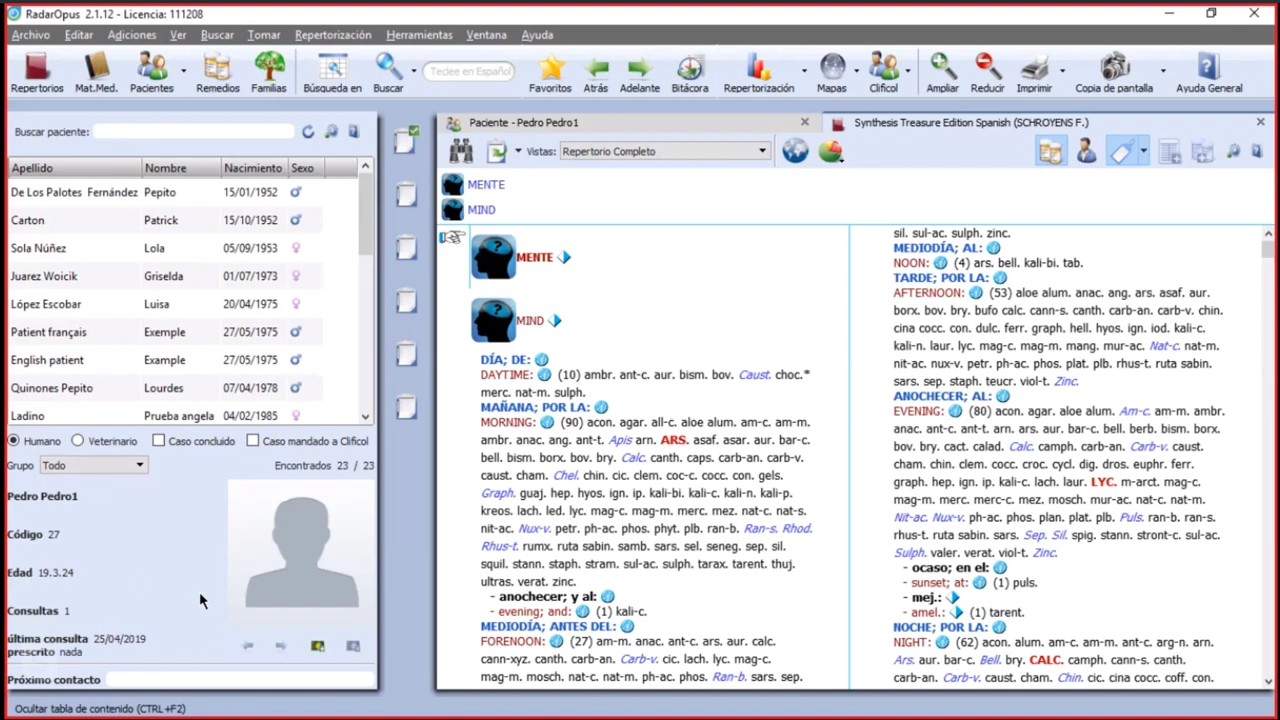 RadarOpus 2.1.12 - Licencia: 111208
Archivo Editar Adiciones Ver Buscar Tomar Repertorización Herramientas Ventana Ayuda
Repertorios Mat.Med. Pacientes Remedios Familias Búsqueda en Buscar Teclee en Español Favoritos Atrás Adelante Bitácora Repertorización Mapas Clificol Ampliar Reducir Imprimir Copia de pantalla Ayuda General
Buscar paciente:
Apellido Nombre Nacimiento Sexo
De Los Palotes Fernández Pepito 15/01/1952
Carton Patrick 15/10/1952
Sola Núñez Lola 05/09/1953
Juarez Woicik Griselda 01/07/1973
López Escobar Luisa 20/04/1975
Patient français Exemple 27/05/1975
English patient Example 27/05/1975
Quinones Pepito Lourdes 07/04/1978
Ladino Prueba angela 04/02/1985
Humano Veterinario Caso concluido Caso mandado a Clificol
Grupo Todo Encontrados 23 / 23
Pedro Pedro1
Código 27
Edad 19.3.24
Consultas 1
última consulta 25/04/2019
prescrito nada
Próximo contacto
Paciente - Pedro Pedro1
Synthesis Treasure Edition Spanish (SCHROYENS F.)
Vistas: Repertorio Completo
MENTE
MIND
MENTE
MIND
DÍA; DE:
DAYTIME: (10) ambr. ant-c. aur. bism. bov. Caust. choc.*
merc. nat-m. sulph.
MAÑANA; POR LA:
MORNING: (90) acon. agar. all-c. aloe alum. am-c. am-m.
ambr. anac. ang. ant-t. Apis arn. ARS. asaf. asar. aur. bar-c.
bell. bism. borx. bov. bry. Calc. canth. caps. carb-an. carb-v.
caust. cham. Chel. chin. cic. clem. coc-c. cocc. con. gels.
Graph. guaj. hep. hyos. ign. ip. kali-bi. kali-c. kali-n. kali-p.
kreos. lach. led. lyc. mag-c. mag-m. merc. mez. nat-c. nat-s.
nit-ac. Nux-v. petr. ph-ac. phos. phyt. plb. ran-b. Ran-s. Rhod.
Rhus-t. rumx. ruta sabin. samb. sars. sel. seneg. sep. sil.
squil. stann. staph. stram. sul-ac. sulph. tarax. tarent. thuj.
ultras. verat. zinc.
- anochecer; y al:
- evening; and: (1) kali-c.
MEDIODÍA; ANTES DEL:
FORENOON: (27) am-m. anac. ant-c. ars. aur. calc.
cann-xyz. canth. carb-an. Carb-v. cic. lach. lyc. mag-c.
mag-m. mosch. nat-c. nat-m. ph-ac. phos. Ran-b. sars. sep.
sil. sul-ac. sulph. zinc.
MEDIODÍA; AL:
NOON: (4) ars. bell. kali-bi. tab.
TARDE; POR LA:
AFTERNOON: (53) aloe alum. anac. ang. ars. asaf. aur.
borx. bov. bry. bufo calc. cann-s. canth. carb-an. carb-v. chin.
cina cocc. con. dulc. ferr. graph. hell. hyos. ign. iod. kali-c.
kali-n. laur. lyc. mag-c. mag-m. mang. mur-ac. Nat-c. nat-m.
nit-ac. nux-v. petr. ph-ac. phos. plat. plb. rhus-t. ruta sabin.
sars. sep. staph. teucr. viol-t. Zinc.
ANOCHECER; AL:
EVENING: (80) acon. agar. aloe alum. Am-c. am-m. ambr.
anac. ant-c. ant-t. arn. ars. aur. bar-c. bell. berb. bism. borx.
bov. bry. cact. calad. Calc. camph. carb-an. Carb-v. caust.
cham. chin. clem. cocc. croc. cycl. dig. dros. euphr. ferr.
graph. hep. ign. ip. kali-c. lach. laur. LYC. m-arct. mag-c.
mag-m. merc. merc-c. mez. mosch. mur-ac. nat-c. nat-m.
Nit-ac. Nux-v. ph-ac. phos. plan. plat. plb. Puls. ran-b. ran-s.
rhod. rhus-t. ruta sabin. sars. Sep. Sil. spig. stann. stront-c. sul-ac.
Sulph. valer. verat. viol-t. Zinc.
- ocaso; en el:
- sunset; at: (1) puls.
- mej.:
- amel.: (1) tarent.
NOCHE; POR LA:
NIGHT: (62) acon. alum. am-c. am-m. ant-c. arg-n. arn.
Ars. aur. bar-c. Bell. bry. CALC. camph. cann-s. canth.
carb-an. Carb-v. caust. cham. Chin. cic. cina cocc. coff. con.
Ocultar tabla de contenido (CTRL+F2)